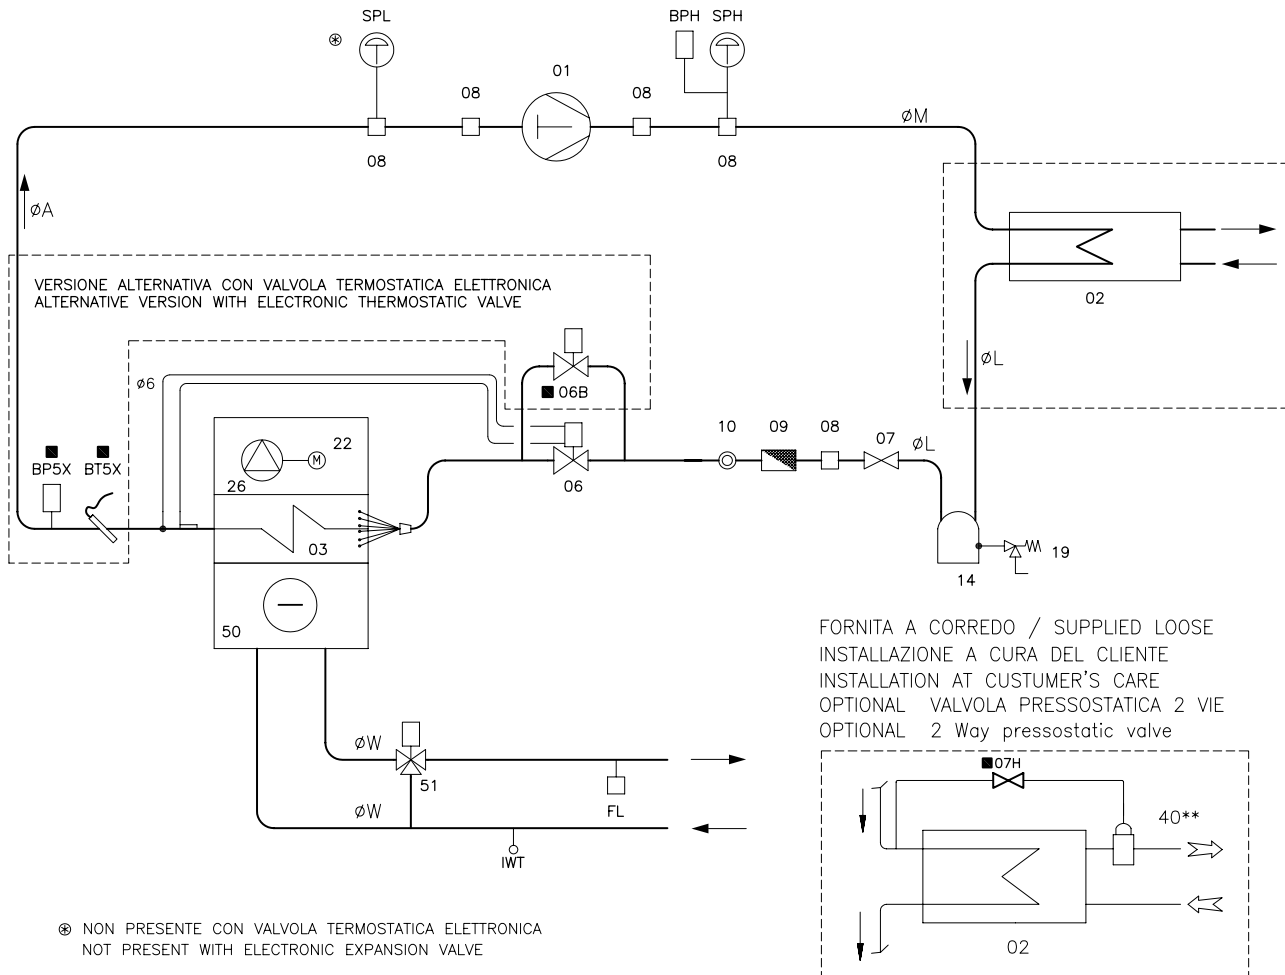 SPL
BPH SPH
⊛
01
08
08
08
08
ØM
ØA
VERSIONE ALTERNATIVA CON VALVOLA TERMOSTATICA ELETTRONICA
ALTERNATIVE VERSION WITH ELECTRONIC THERMOSTATIC VALVE
02
ØL
Ø6
06B
22
M
26
BP5X
BT5X
10
09
08
07
ØL
06
03
14
19
50
FORNITA A CORREDO / SUPPLIED LOOSE
INSTALLAZIONE A CURA DEL CLIENTE
INSTALLATION AT CUSTUMER'S CARE
OPTIONAL VALVOLA PRESSOSTATICA 2 VIE
OPTIONAL 2 Way pressostatic valve
ØW
51
FL
ØW
IWT
07H
40**
02
⊛ NON PRESENTE CON VALVOLA TERMOSTATICA ELETTRONICA
NOT PRESENT WITH ELECTRONIC EXPANSION VALVE